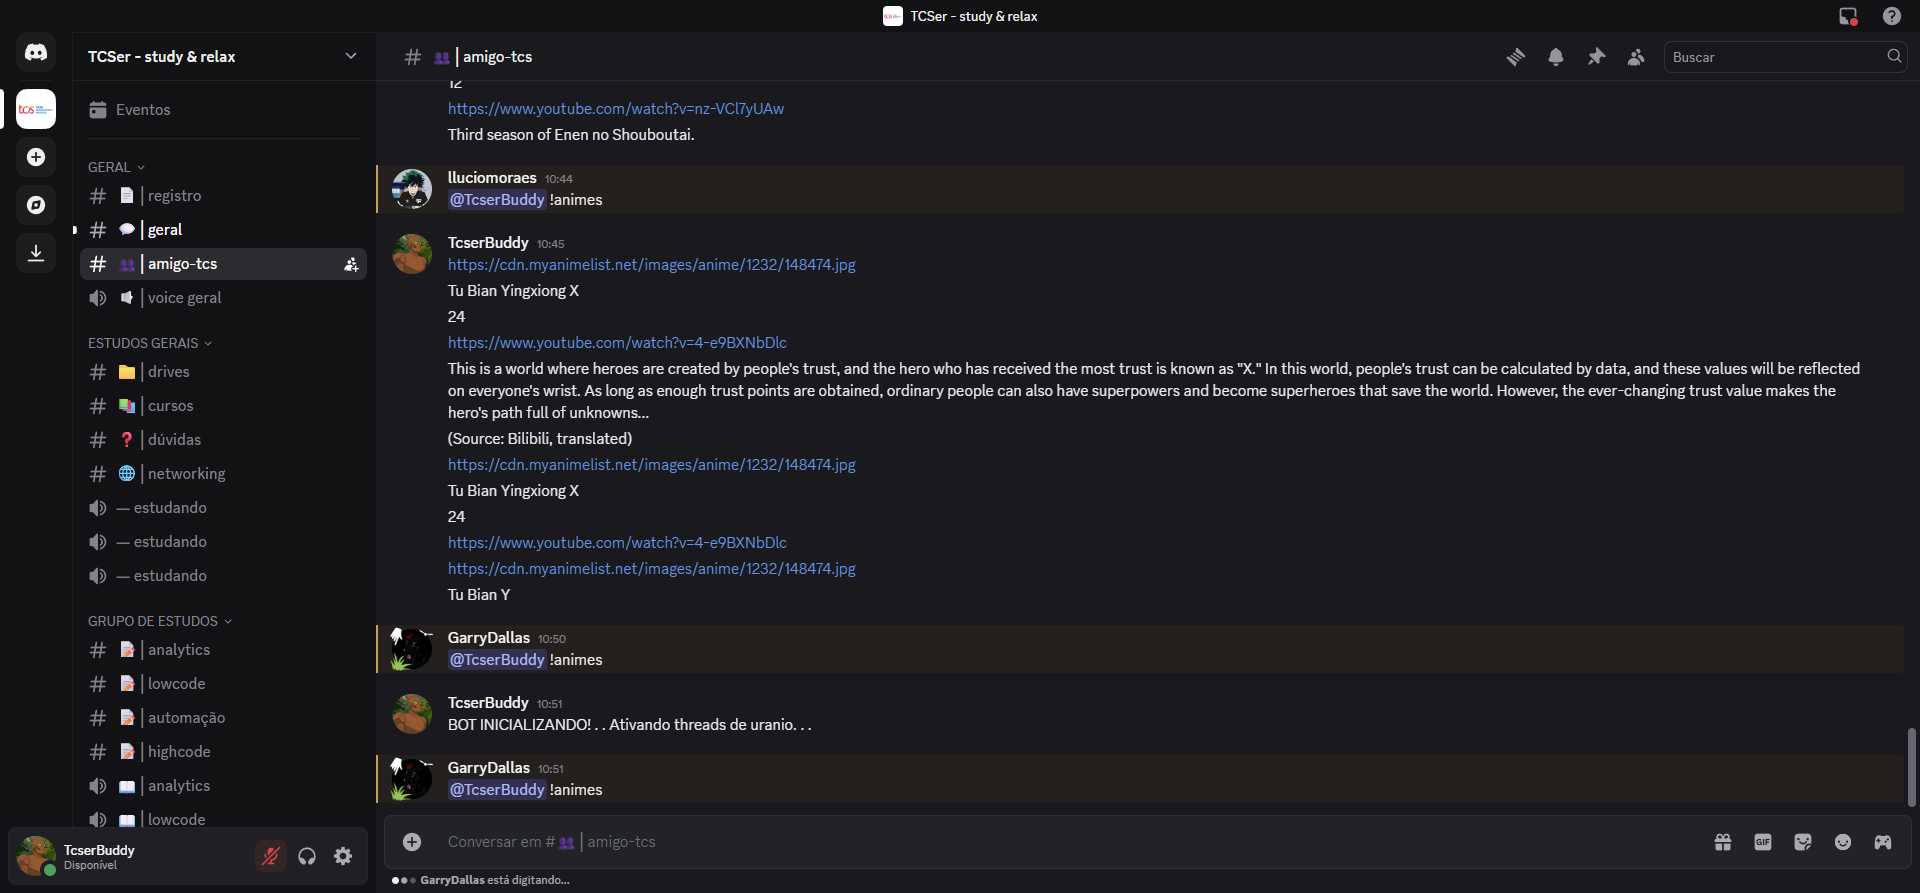 TCSer - study & relax
TCSer - study & relax
amigo-tcs
Buscar
Eventos
GERAL
registro
geral
amigo-tcs
voice geral
ESTUDOS GERAIS
drives
cursos
dúvidas
networking
— estudando
— estudando
— estudando
GRUPO DE ESTUDOS
analytics
lowcode
automação
highcode
analytics
lowcode
TcserBuddy
Disponível
12
https://www.youtube.com/watch?v=nz-VCl7yUAw
Third season of Enen no Shouboutai.
lluciomoraes 10:44
@TcserBuddy !animes
TcserBuddy 10:45
https://cdn.myanimelist.net/images/anime/1232/148474.jpg
Tu Bian Yingxiong X
24
https://www.youtube.com/watch?v=4-e9BXNbDlc
This is a world where heroes are created by people's trust, and the hero who has received the most trust is known as "X." In this world, people's trust can be calculated by data, and these values will be reflected
on everyone's wrist. As long as enough trust points are obtained, ordinary people can also have superpowers and become superheroes that save the world. However, the ever-changing trust value makes the
hero's path full of unknowns...
(Source: Bilibili, translated)
https://cdn.myanimelist.net/images/anime/1232/148474.jpg
Tu Bian Yingxiong X
24
https://www.youtube.com/watch?v=4-e9BXNbDlc
https://cdn.myanimelist.net/images/anime/1232/148474.jpg
Tu Bian Y
GarryDallas 10:50
@TcserBuddy !animes
TcserBuddy 10:51
BOT INICIALIZANDO! . . Ativando threads de uranio. . .
GarryDallas 10:51
@TcserBuddy !animes
Conversar em # 👥 | amigo-tcs
GIF
GarryDallas está digitando...